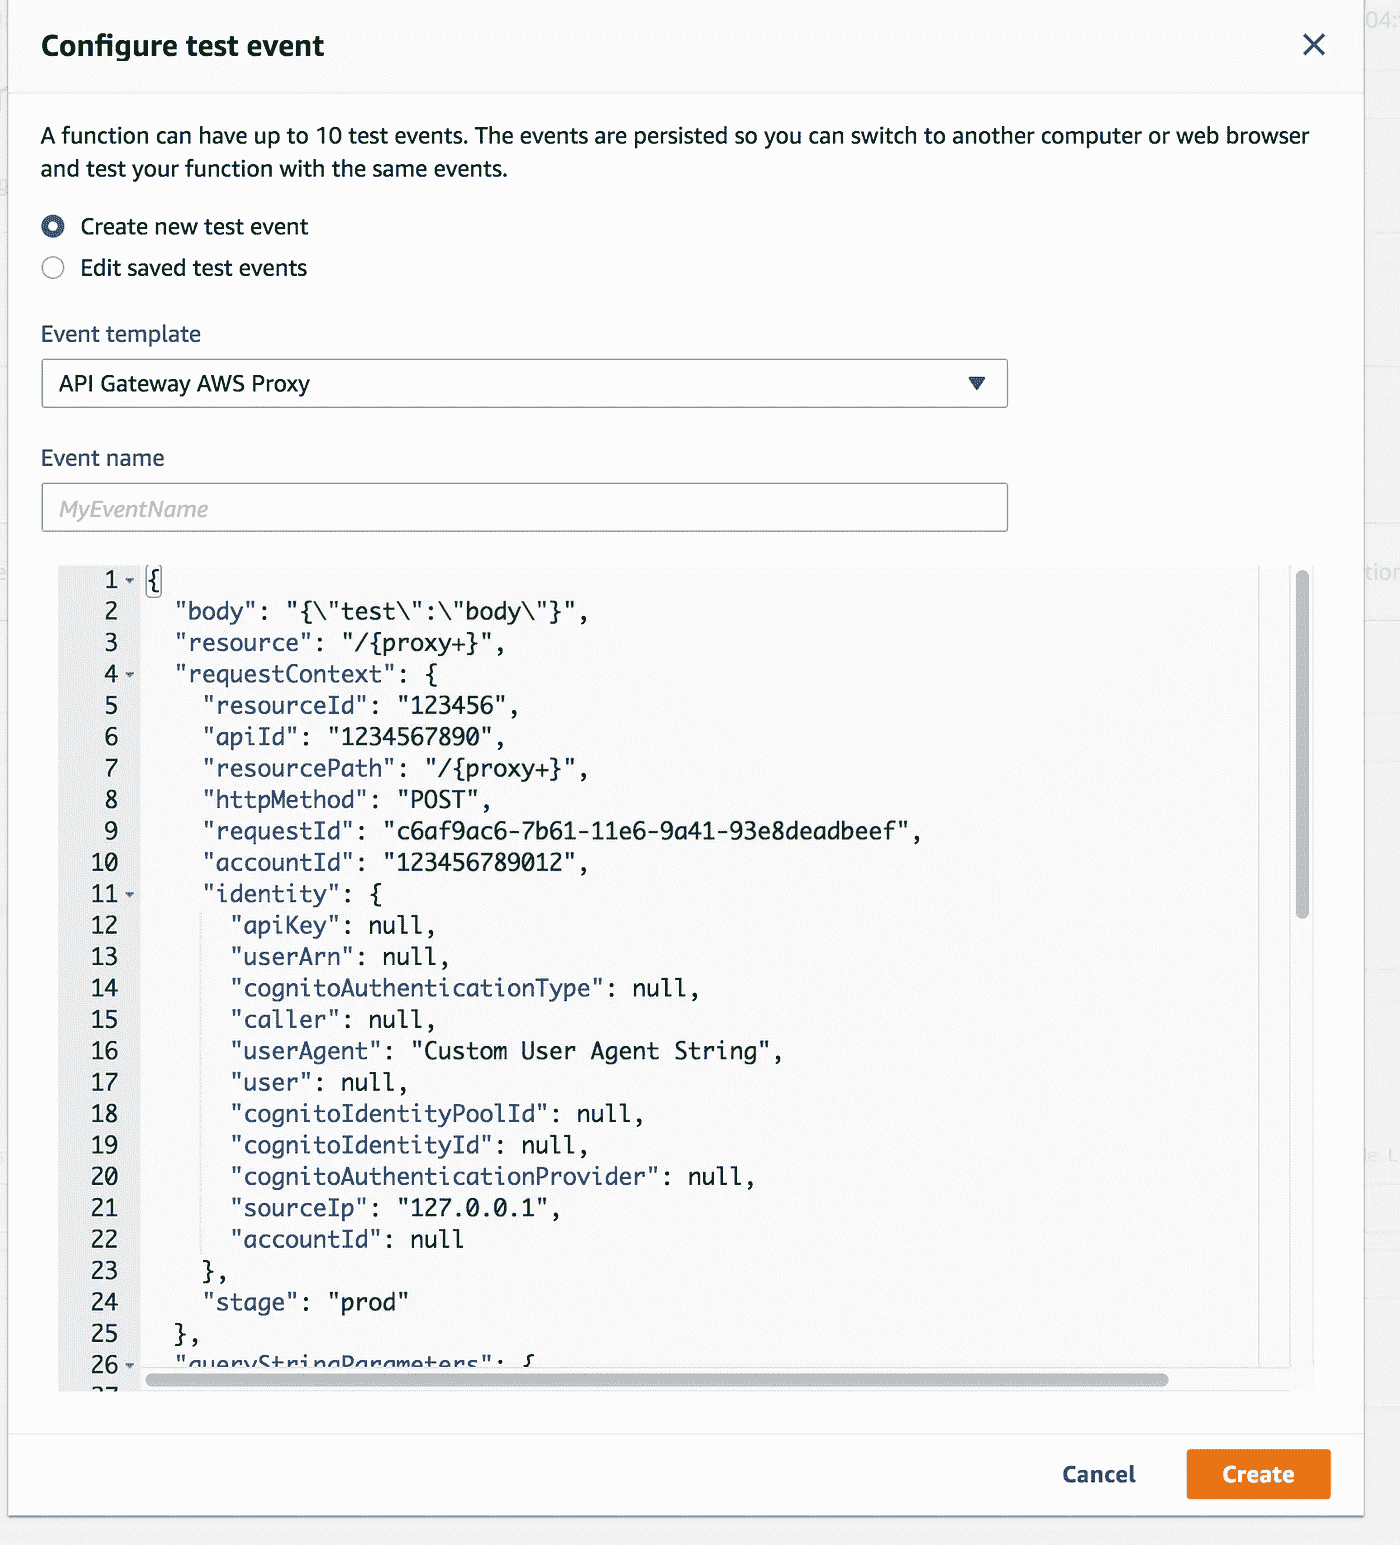 Configure test event
A function can have up to 10 test events. The events are persisted so you can switch to another computer or web browser
and test your function with the same events.
Create new test event
Edit saved test events
Event template
API Gateway AWS Proxy
Event name
MyEventName
1 {
2 "body": "{\"test\":\"body\"}",
3 "resource": "/{proxy+}",
4 "requestContext": {
5 "resourceId": "123456",
6 "apiId": "1234567890",
7 "resourcePath": "/{proxy+}",
8 "httpMethod": "POST",
9 "requestId": "c6af9ac6-7b61-11e6-9a41-93e8deadbeef",
10 "accountId": "123456789012",
11 "identity": {
12 "apiKey": null,
13 "userArn": null,
14 "cognitoAuthenticationType": null,
15 "caller": null,
16 "userAgent": "Custom User Agent String",
17 "user": null,
18 "cognitoIdentityPoolId": null,
19 "cognitoIdentityId": null,
20 "cognitoAuthenticationProvider": null,
21 "sourceIp": "127.0.0.1",
22 "accountId": null
23 },
24 "stage": "prod"
25 },
26 "queryStringParameters": {
27
Cancel
Create